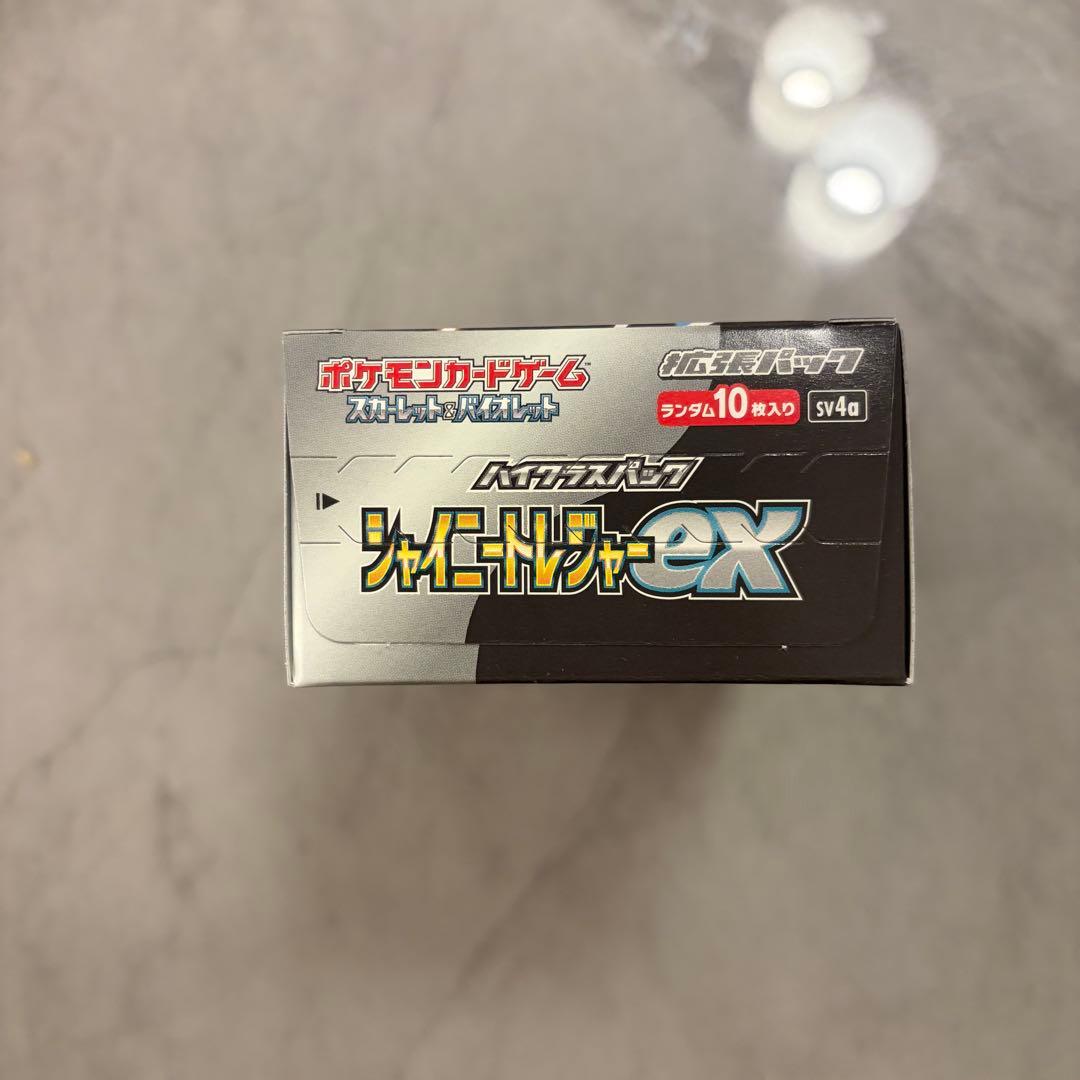 ポケモンカードゲーム™
スカーレット&バイオレット
拡張パック
ランダム10枚入り SV4a
ハイクラスパック
シャイニートレジャーex